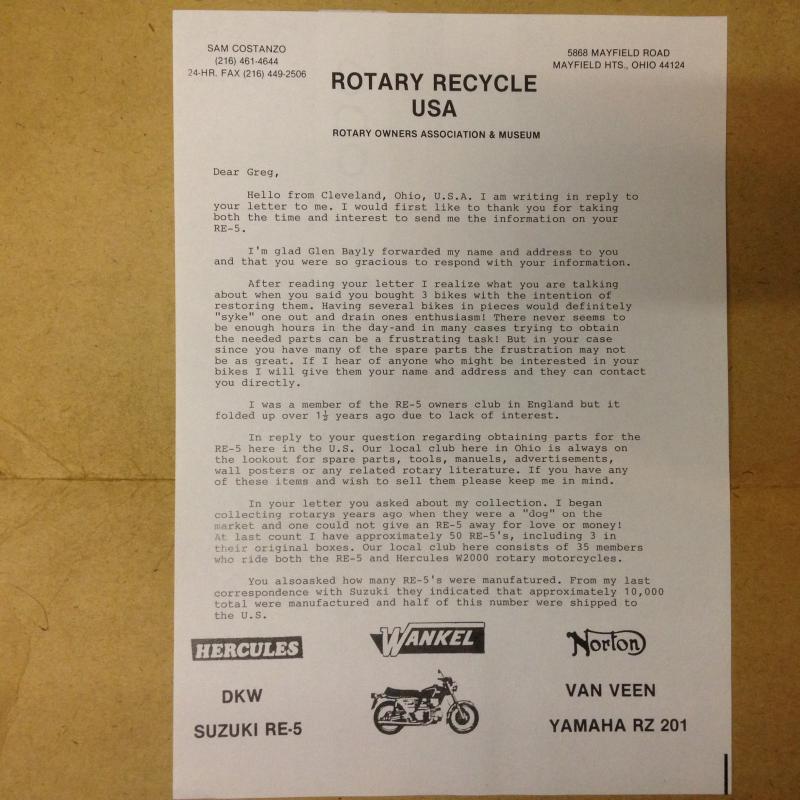 SAM COSTANZO
(216) 461-4644
24-HR. FAX (216) 449-2506
5868 MAYFIELD ROAD
MAYFIELD HTS., OHIO 44124
ROTARY RECYCLE
USA
ROTARY OWNERS ASSOCIATION & MUSEUM
Dear Greg,
Hello from Cleveland, Ohio, U.S.A. I am writing in reply to
your letter to me. I would first like to thank you for taking
both the time and interest to send me the information on your
RE-5.
I'm glad Glen Bayly forwarded my name and address to you
and that you were so gracious to respond with your information.
After reading your letter I realize what you are talking
about when you said you bought 3 bikes with the intention of
restoring them. Having several bikes in pieces would definitely
"syke" one out and drain ones enthusiasm! There never seems to
be enough hours in the day-and in many cases trying to obtain
the needed parts can be a frustrating task! But in your case
since you have many of the spare parts the frustration may not
be as great. If I hear of anyone who might be interested in your
bikes I will give them your name and address and they can contact
you directly.
I was a member of the RE-5 owners club in England but it
folded up over 1½ years ago due to lack of interest.
In reply to your question regarding obtaining parts for the
RE-5 here in the U.S. Our local club here in Ohio is always on
the lookout for spare parts, tools, manuels, advertisements,
wall posters or any related rotary literature. If you have any
of these items and wish to sell them please keep me in mind.
In your letter you asked about my collection. I began
collecting rotarys years ago when they were a "dog" on the
market and one could not give an RE-5 away for love or money!
At last count I have approximately 50 RE-5's, including 3 in
their original boxes. Our local club here consists of 35 members
who ride both the RE-5 and Hercules W2000 rotary motorcycles.
You alsoasked how many RE-5's were manufatured. From my last
correspondence with Suzuki they indicated that approximately 10,000
total were manufactured and half of this number were shipped to
the U.S.
HERCULES
WANKEL
Norton
DKW
VAN VEEN
SUZUKI RE-5
YAMAHA RZ 201